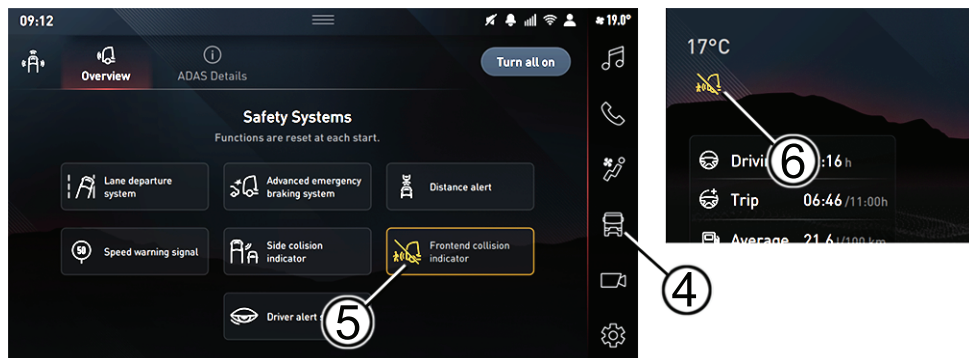 09:12
19.0°
Overview
ADAS Details
Turn all on
Safety Systems
Functions are reset at each start.
Lane departure
system
Advanced emergency
braking system
Distance alert
50
Speed warning signal
Side colision
indicator
Frontend collision
indicator
Driver alert
5
4
17°C
6
:16 h
Trip
06:46 /11:00h
Average
21.6 l/100 km